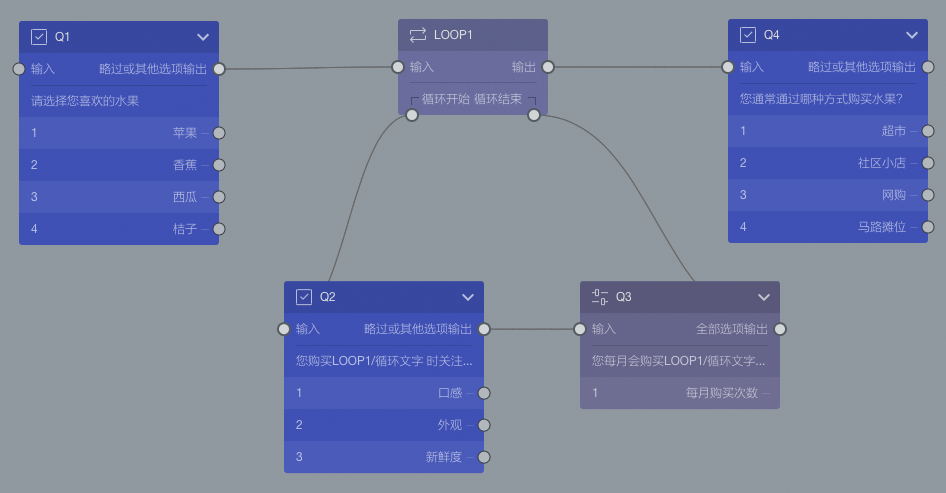 Q1
输入 略过或其他选项输出
请选择您喜欢的水果
1 苹果
2 香蕉
3 西瓜
4 桔子
LOOP1
输入 输出
循环开始 循环结束
Q4
输入 略过或其他选项输出
您通常通过哪种方式购买水果?
1 超市
2 社区小店
3 网购
4 马路摊位
Q2
输入 略过或其他选项输出
您购买LOOP1/循环文字 时关注...
1 口感
2 外观
3 新鲜度
Q3
输入 全部选项输出
您每月会购买LOOP1/循环文字...
1 每月购买次数